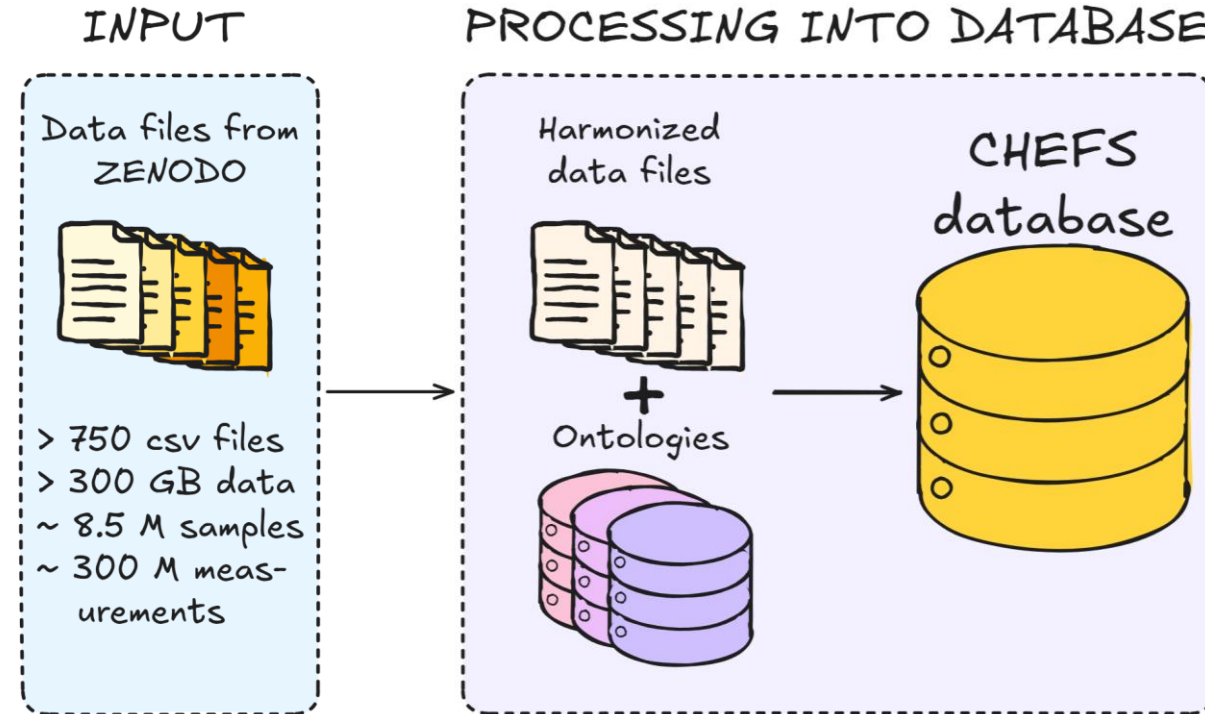 INPUT
Data files from
ZENODO
> 750 csv files
> 300 GB data
~ 8.5 M samples
~ 300 M meas-
urements
PROCESSING INTO DATABASE
Harmonized
data files
+
Ontologies
CHEFS
database